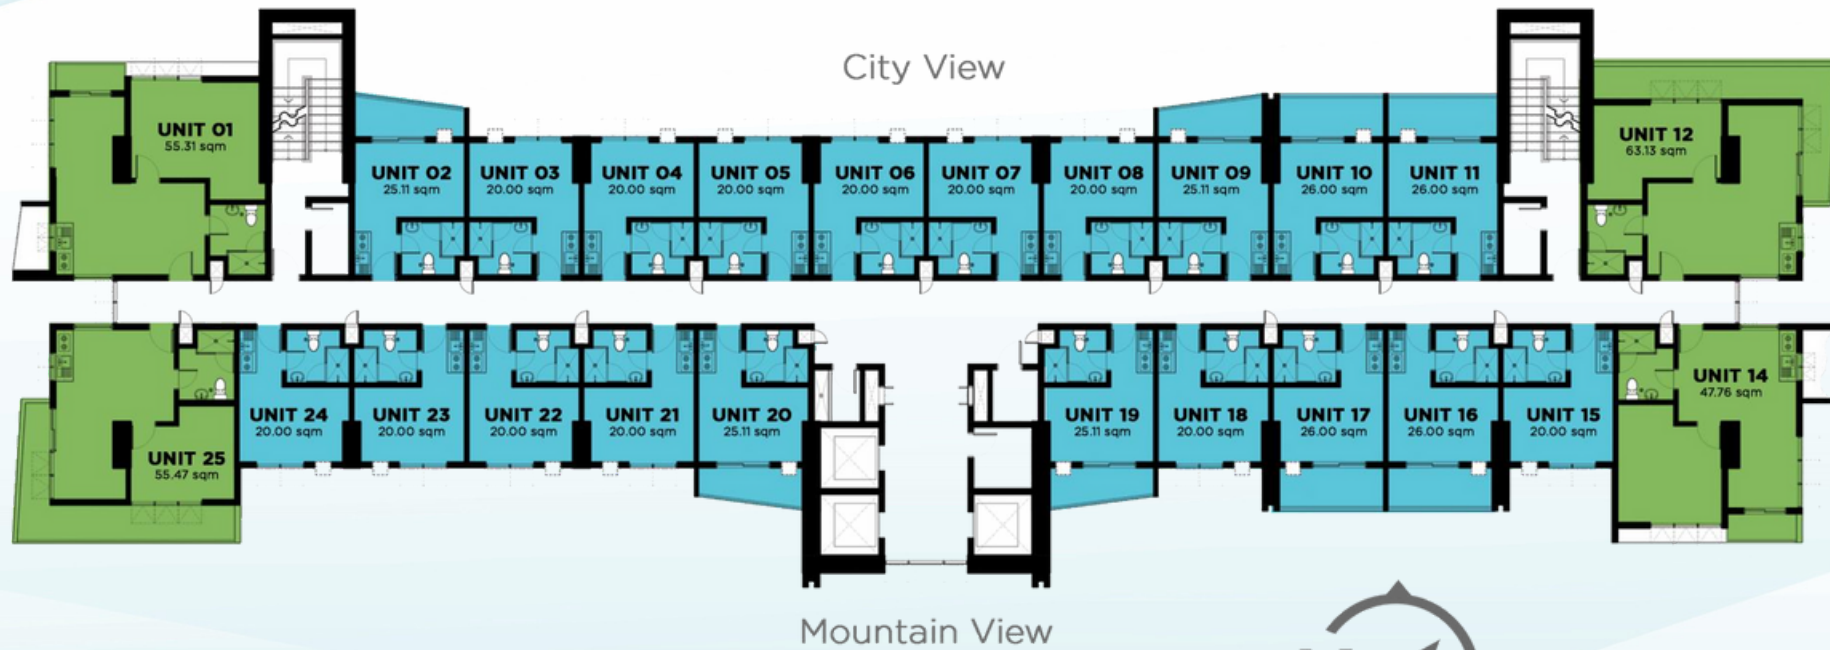 City View
UNIT 01
55.31 sqm
UNIT 02
25.11 sqm
UNIT 03
20.00 sqm
UNIT 04
20.00 sqm
UNIT 05
20.00 sqm
UNIT 06
20.00 sqm
UNIT 07
20.00 sqm
UNIT 08
20.00 sqm
UNIT 09
25.11 sqm
UNIT 10
26.00 sqm
UNIT 11
26.00 sqm
UNIT 12
63.13 sqm
UNIT 25
55.47 sqm
UNIT 24
20.00 sqm
UNIT 23
20.00 sqm
UNIT 22
20.00 sqm
UNIT 21
20.00 sqm
UNIT 20
25.11 sqm
UNIT 19
25.11 sqm
UNIT 18
20.00 sqm
UNIT 17
26.00 sqm
UNIT 16
26.00 sqm
UNIT 15
20.00 sqm
UNIT 14
47.76 sqm
Mountain View